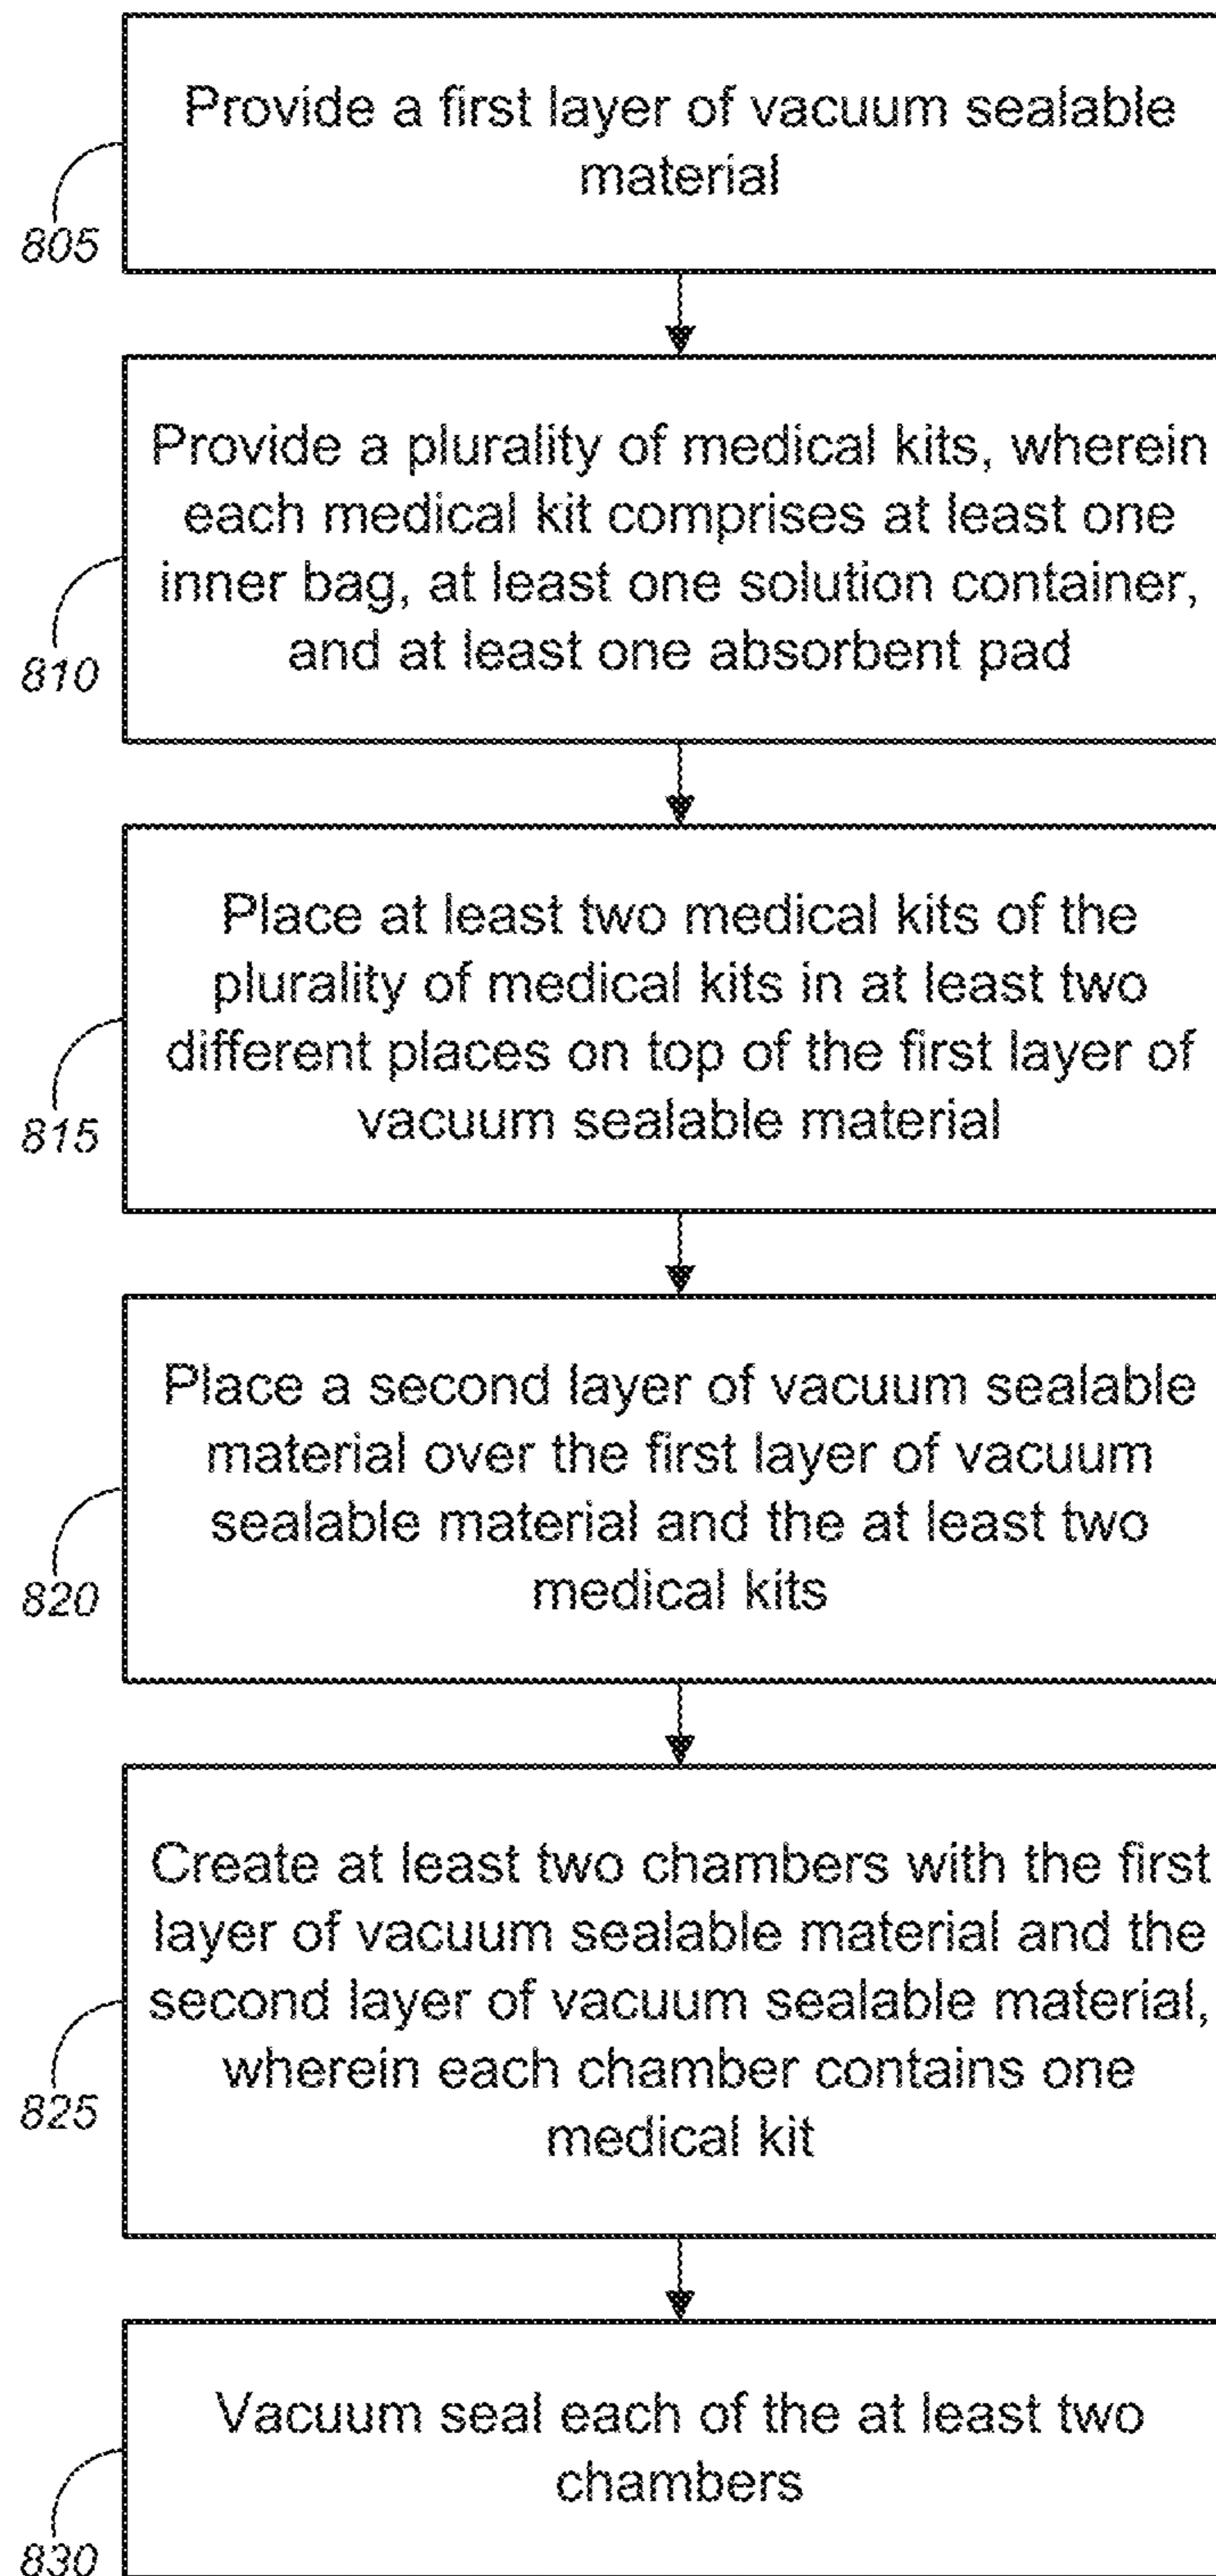 Provide a first layer of vacuum sealable
material
805
Provide a plurality of medical kits, wherein
each medical kit comprises at least one
inner bag, at least one solution container,
and at least one absorbent pad
810
Place at least two medical kits of the
plurality of medical kits in at least two
different places on top of the first layer of
vacuum sealable material
815
Place a second layer of vacuum sealable
material over the first layer of vacuum
sealable material and the at least two
medical kits
820
Create at least two chambers with the first
layer of vacuum sealable material and the
second layer of vacuum sealable material,
wherein each chamber contains one
medical kit
825
Vacuum seal each of the at least two
chambers
830